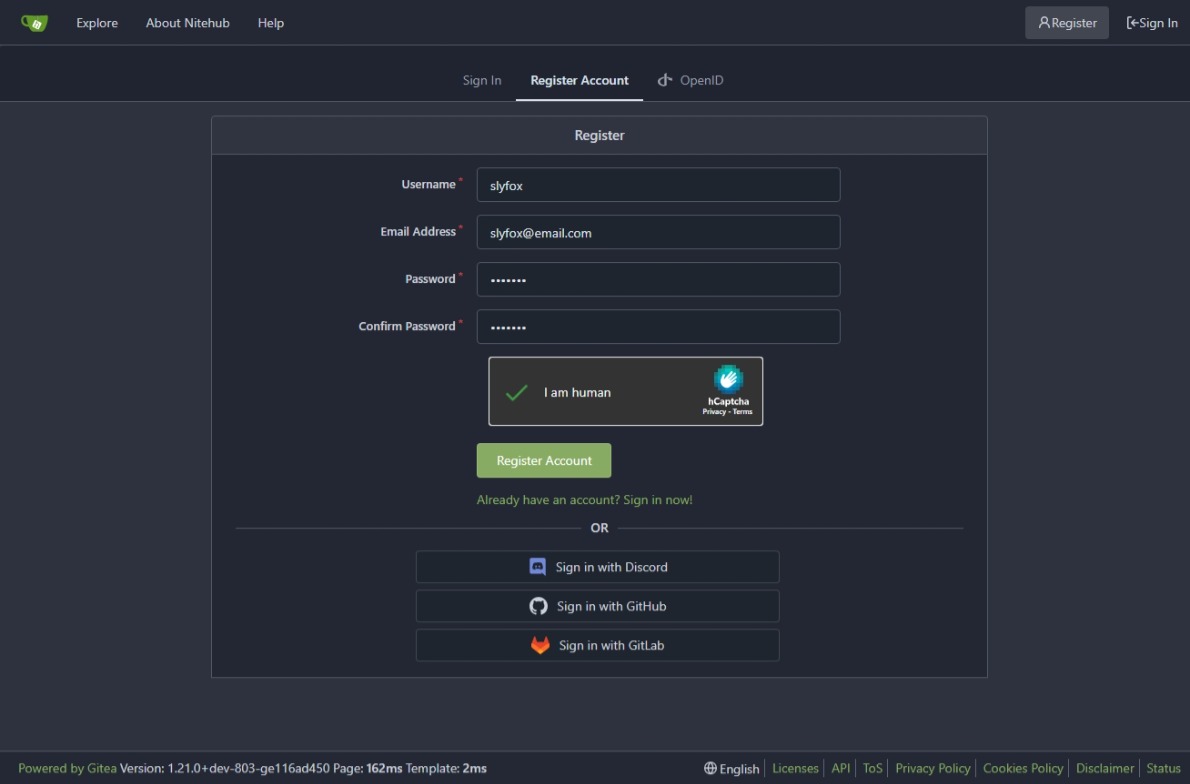 Explore About Nitehub Help Register Sign In
Sign In Register Account OpenID
Register
Username * slyfox
Email Address * slyfox@email.com
Password * •••••••
Confirm Password * •••••••
I am human
hCaptcha
Privacy - Terms
Register Account
Already have an account? Sign in now!
OR
Sign in with Discord
Sign in with GitHub
Sign in with GitLab
Powered by Gitea Version: 1.21.0+dev-803-ge116ad450 Page: 162ms Template: 2ms English Licenses API ToS Privacy Policy Cookies Policy Disclaimer Status